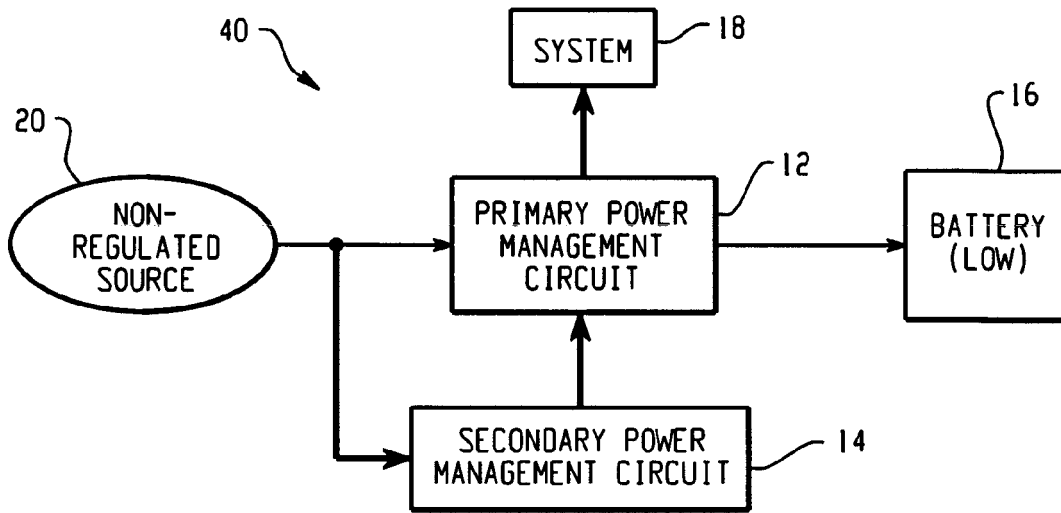 40
SYSTEM
18
20
NON-
REGULATED
SOURCE
PRIMARY POWER
MANAGEMENT
CIRCUIT
12
BATTERY
(LOW)
16
SECONDARY POWER
MANAGEMENT CIRCUIT
14